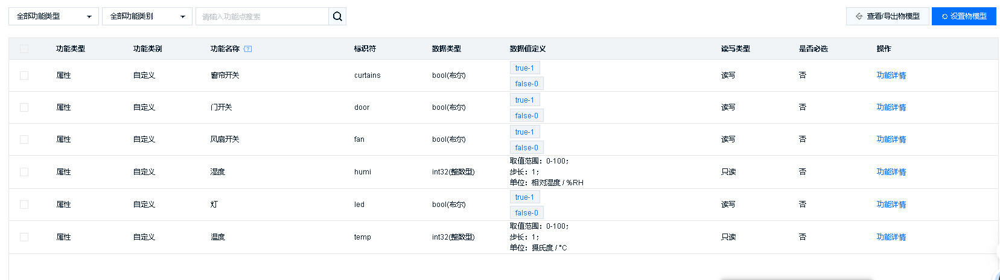 全部功能类型 全部功能类别 请输入功能点搜索 查看/导出物模型 设置物模型
功能类型 功能类别 功能名称 标识符 数据类型 数据值定义 读写类型 是否必选 操作
属性 自定义 窗帘开关 curtains bool(布尔) true-1 读写 否 功能详情
false-0
属性 自定义 门开关 door bool(布尔) true-1 读写 否 功能详情
false-0
属性 自定义 风扇开关 fan bool(布尔) true-1 读写 否 功能详情
false-0
取值范围：0-100；
属性 自定义 湿度 humi int32(整数型) 步长：1； 只读 否 功能详情
单位：相对湿度 / %RH
属性 自定义 灯 led bool(布尔) true-1 读写 否 功能详情
false-0
取值范围：0-100；
属性 自定义 温度 temp int32(整数型) 步长：1； 只读 否 功能详情
单位：摄氏度 / °C